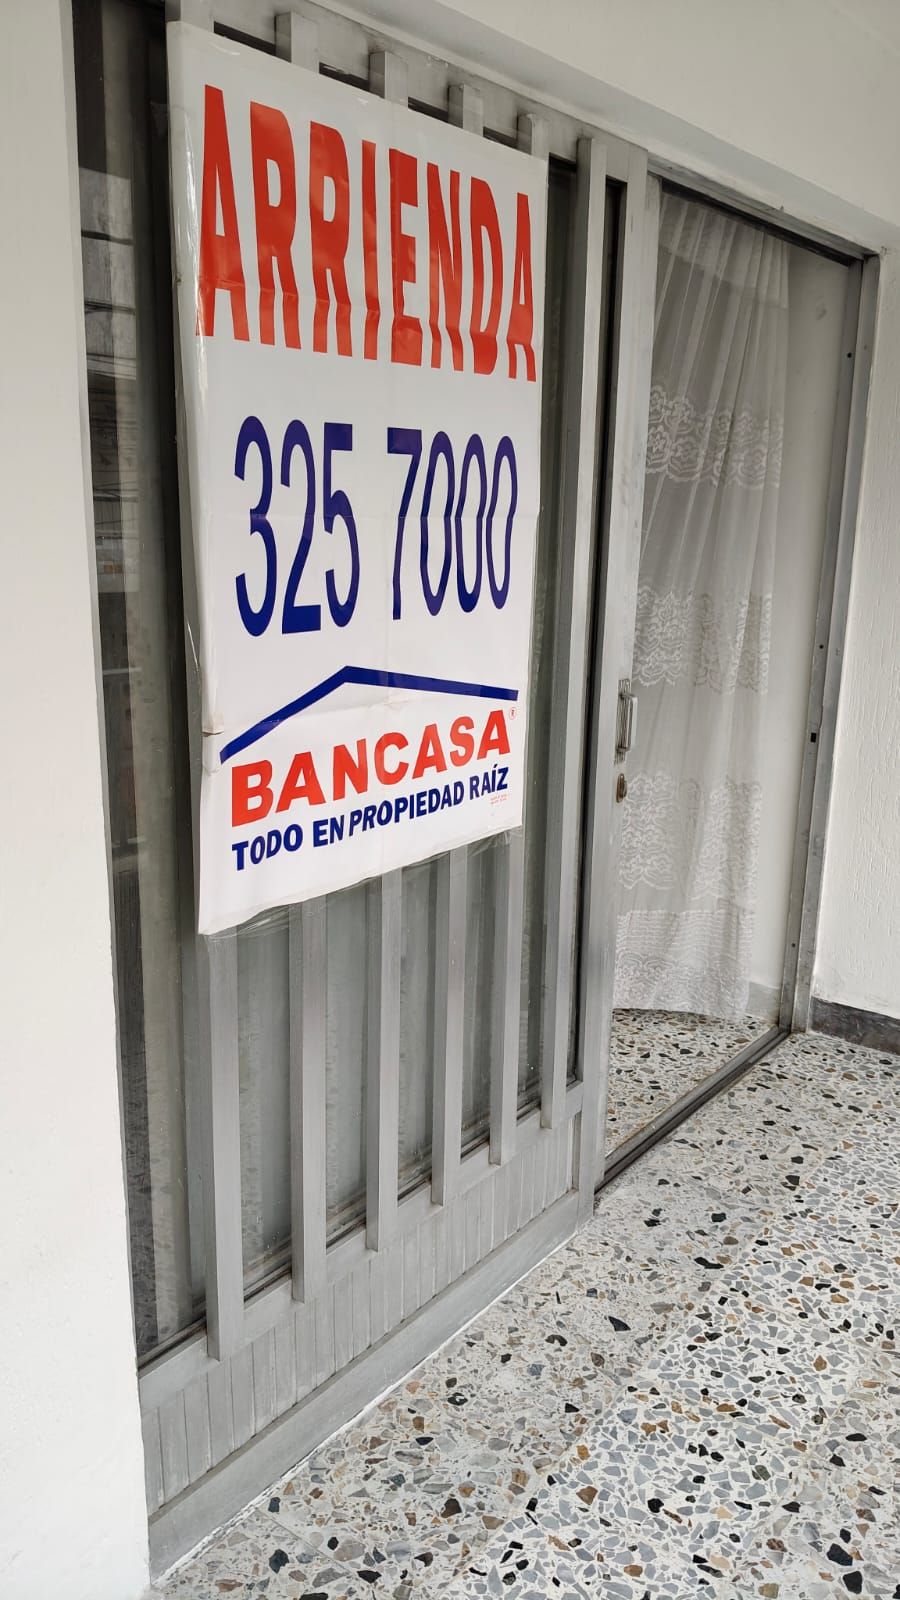 ARRIENDA
325 7000
BANCASA®
TODO EN PROPIEDAD RAÍZ